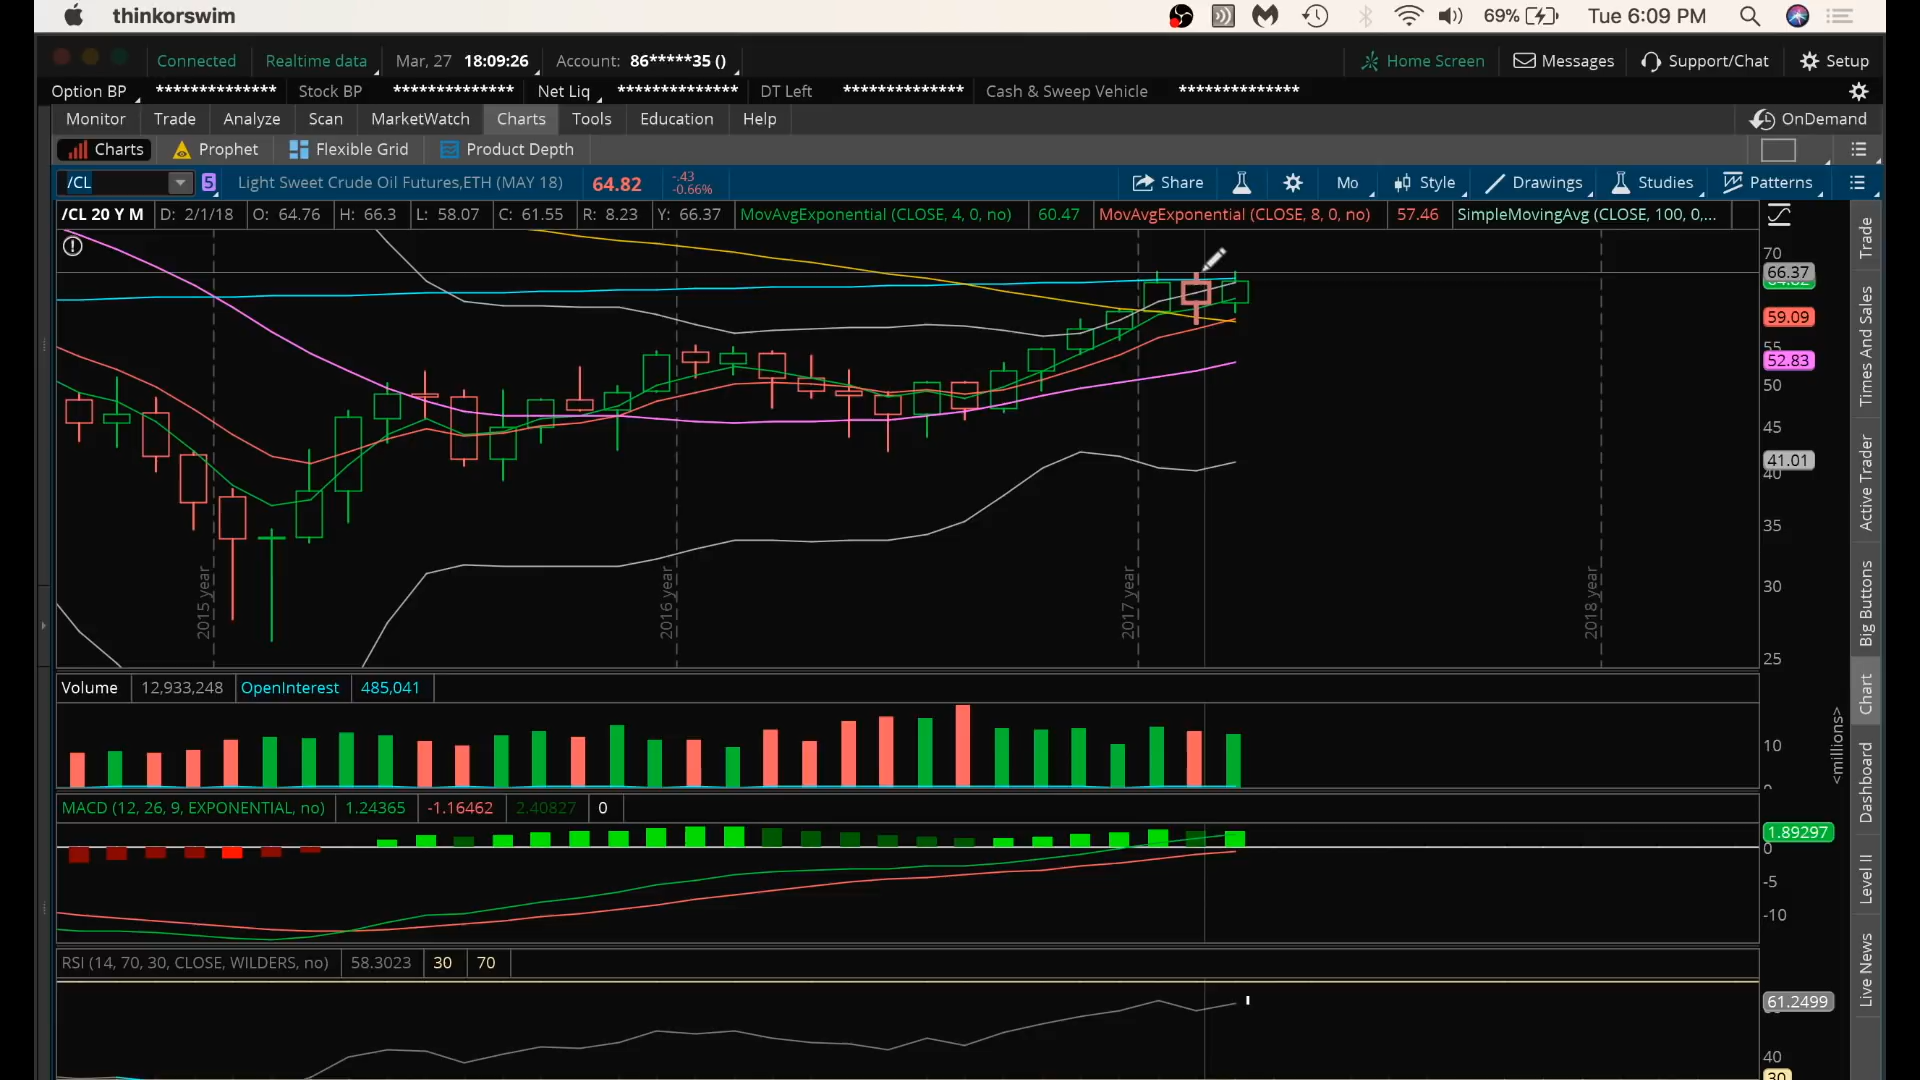 thinkorswim 69% Tue 6:09 PM
Connected Realtime data Mar, 27 18:09:26 Account: 86*****35 () Home Screen Messages Support/Chat Setup
Option BP ************** Stock BP ************** Net Liq ************** DT Left ************** Cash & Sweep Vehicle **************
Monitor Trade Analyze Scan MarketWatch Charts Tools Education Help OnDemand
Charts Prophet Flexible Grid Product Depth
/CL 5 Light Sweet Crude Oil Futures,ETH (MAY 18) 64.82 -.43 -0.66% Share Mo Style Drawings Studies Patterns
/CL 20 Y M D: 2/1/18 O: 64.76 H: 66.3 L: 58.07 C: 61.55 R: 8.23 Y: 66.37 MovAvgExponential (CLOSE, 4, 0, no) 60.47 MovAvgExponential (CLOSE, 8, 0, no) 57.46 SimpleMovingAvg (CLOSE, 100, 0,...
70
66.37
59.09
55
52.83
50
45
41.01
40
35
30
25
2015 year
2016 year
2017 year
2018 year
Volume 12,933,248 OpenInterest 485,041
10
<millions>
MACD (12, 26, 9, EXPONENTIAL, no) 1.24365 -1.16462 2.40827 0
1.89297
0
-5
-10
RSI (14, 70, 30, CLOSE, WILDERS, no) 58.3023 30 70
61.2499
40
30
Trade
Times And Sales
Active Trader
Big Buttons
Chart
Dashboard
Level II
Live News